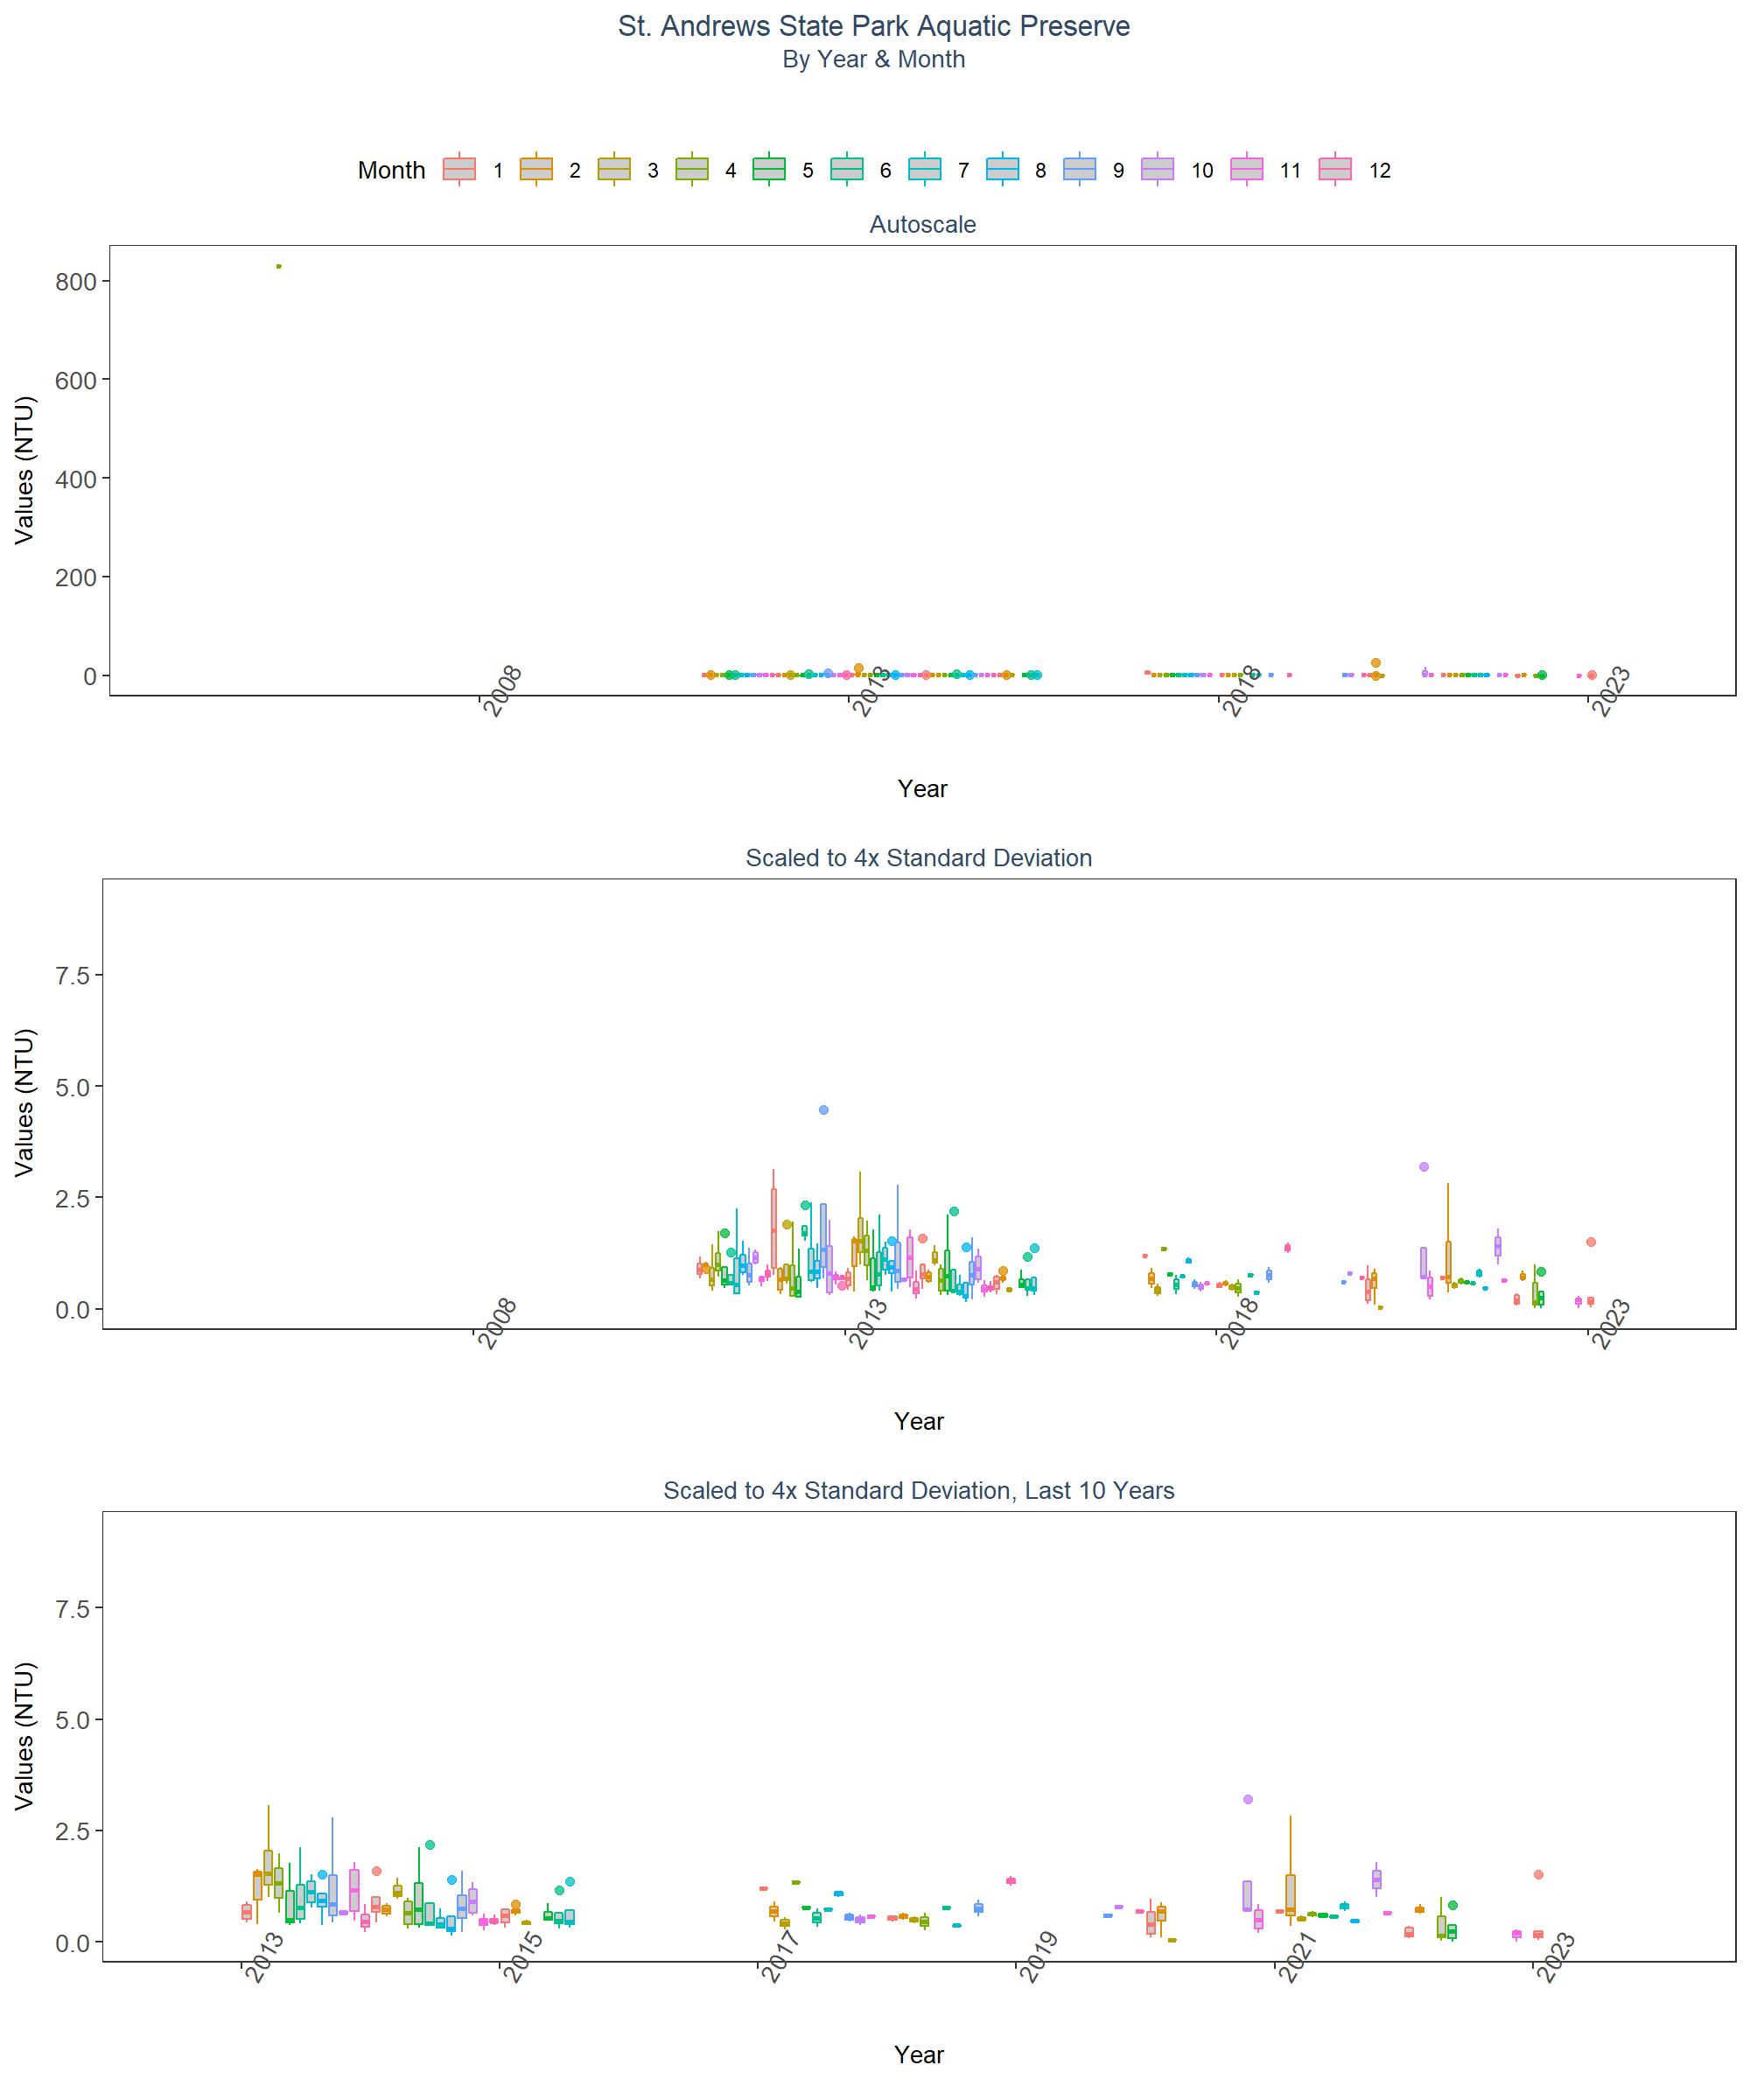 St. Andrews State Park Aquatic Preserve
By Year & Month
Month 1 2 3 4 5 6 7 8 9 10 11 12
Autoscale
Values (NTU)
800
600
400
200
0
2008 2013 2018 2023
Year
Scaled to 4x Standard Deviation
Values (NTU)
7.5
5.0
2.5
0.0
2008 2013 2018 2023
Year
Scaled to 4x Standard Deviation, Last 10 Years
Values (NTU)
7.5
5.0
2.5
0.0
2013 2015 2017 2019 2021 2023
Year